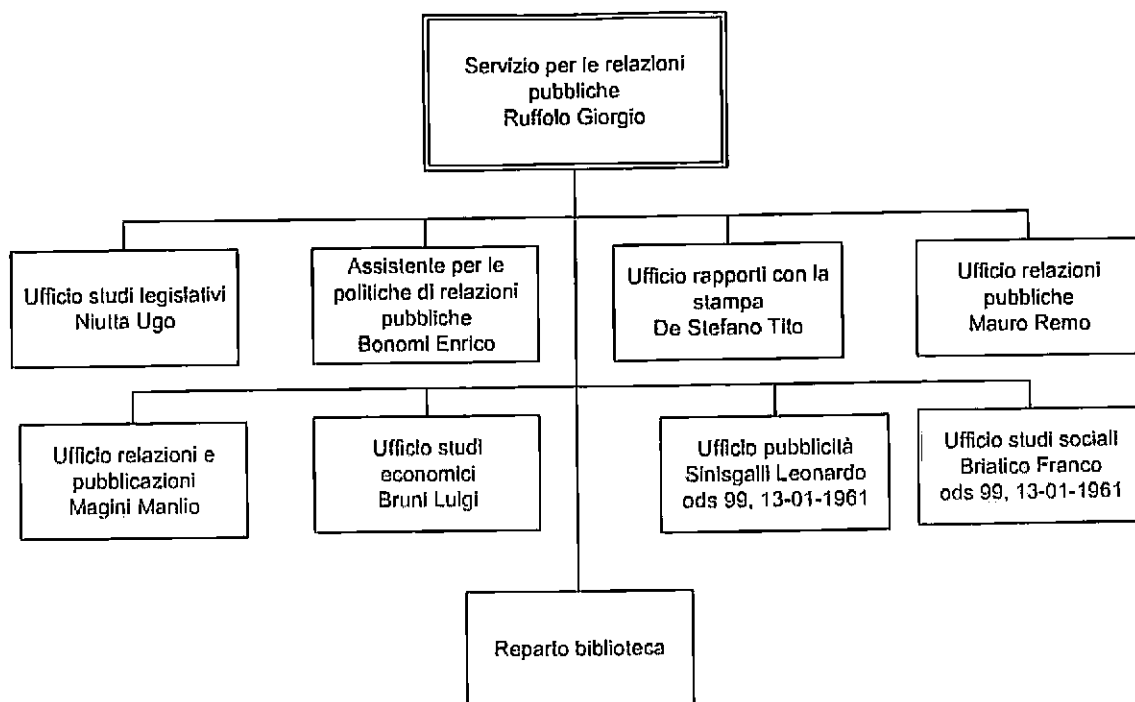 Servizio per le relazioni
pubbliche
Ruffolo Giorgio
Ufficio studi legislativi
Niutta Ugo
Assistente per le
politiche di relazioni
pubbliche
Bonomi Enrico
Ufficio rapporti con la
stampa
De Stefano Tito
Ufficio relazioni
pubbliche
Mauro Remo
Ufficio relazioni e
pubblicazioni
Magini Manlio
Ufficio studi
economici
Bruni Luigi
Ufficio pubblicità
Sinisgalli Leonardo
ods 99, 13-01-1961
Ufficio studi sociali
Briatico Franco
ods 99, 13-01-1961
Reparto biblioteca